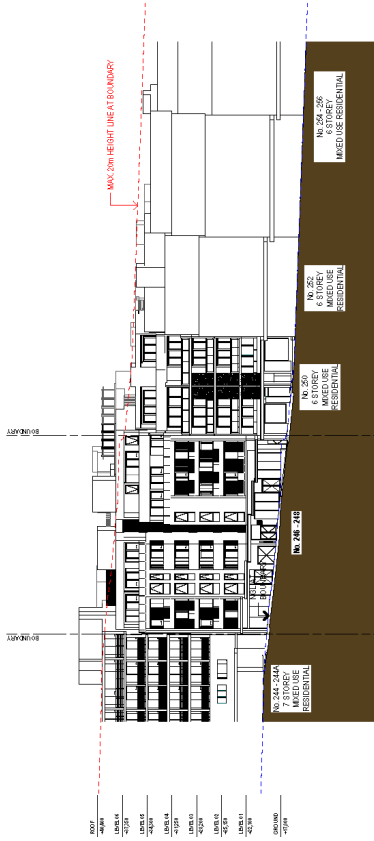 MAX. 20m HEIGHT LINE AT BOUNDARY
BOUNDARY
BOUNDARY
No.244 - 244A
7 STOREY
MIXED USE
RESIDENTIAL
No. 246 - 248
No. 250
6 STOREY
MIXED USE
RESIDENTIAL
No. 252
6 STOREY
MIXED USE
RESIDENTIAL
No. 254 - 256
6 STOREY
MIXED USE RESIDENTIAL
BOUNDARY
ROOF
LEVEL 06
LEVEL 05
LEVEL 04
LEVEL 03
LEVEL 02
LEVEL 01
GROUND